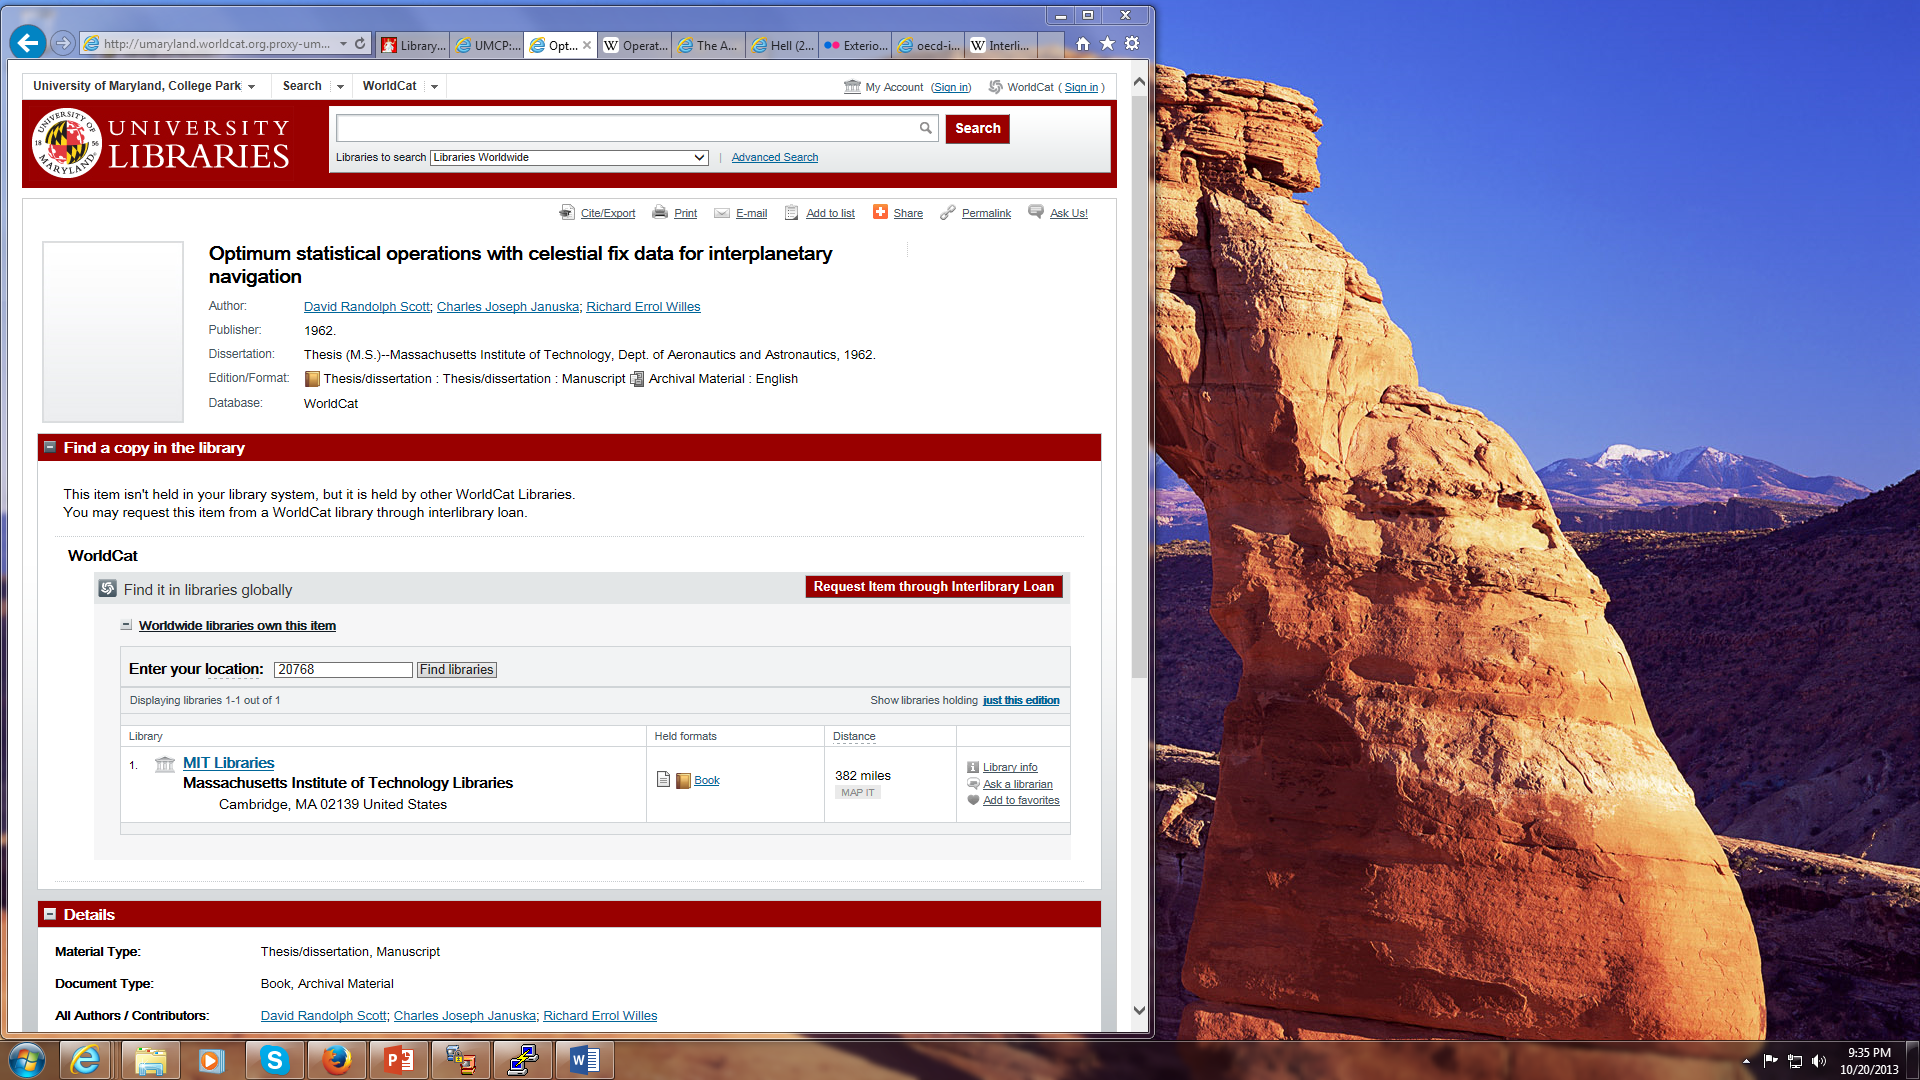 http://umaryland.worldcat.org.proxy-um...
Library...
UMCP:...
Opt...
Operat...
The A...
Hell (2...
Exterio...
oecd-i...
Interli...
University of Maryland, College Park
Search
WorldCat
My Account (Sign in)
WorldCat ( Sign in )
UNIVERSITY OF MARYLAND
18 56
UNIVERSITY
LIBRARIES
Search
Libraries to search Libraries Worldwide | Advanced Search
Cite/Export Print E-mail Add to list Share Permalink Ask Us!
Optimum statistical operations with celestial fix data for interplanetary
navigation
Author: David Randolph Scott; Charles Joseph Januska; Richard Errol Willes
Publisher: 1962.
Dissertation: Thesis (M.S.)--Massachusetts Institute of Technology, Dept. of Aeronautics and Astronautics, 1962.
Edition/Format: Thesis/dissertation : Thesis/dissertation : Manuscript Archival Material : English
Database: WorldCat
Find a copy in the library
This item isn't held in your library system, but it is held by other WorldCat Libraries.
You may request this item from a WorldCat library through interlibrary loan.
WorldCat
Find it in libraries globally
Request Item through Interlibrary Loan
Worldwide libraries own this item
Enter your location: 20768 Find libraries
Displaying libraries 1-1 out of 1
Show libraries holding just this edition
Library Held formats Distance
1. MIT Libraries
Massachusetts Institute of Technology Libraries
Cambridge, MA 02139 United States
Book
382 miles
MAP IT
Library info
Ask a librarian
Add to favorites
Details
Material Type: Thesis/dissertation, Manuscript
Document Type: Book, Archival Material
All Authors / Contributors: David Randolph Scott; Charles Joseph Januska; Richard Errol Willes
9:35 PM
10/20/2013